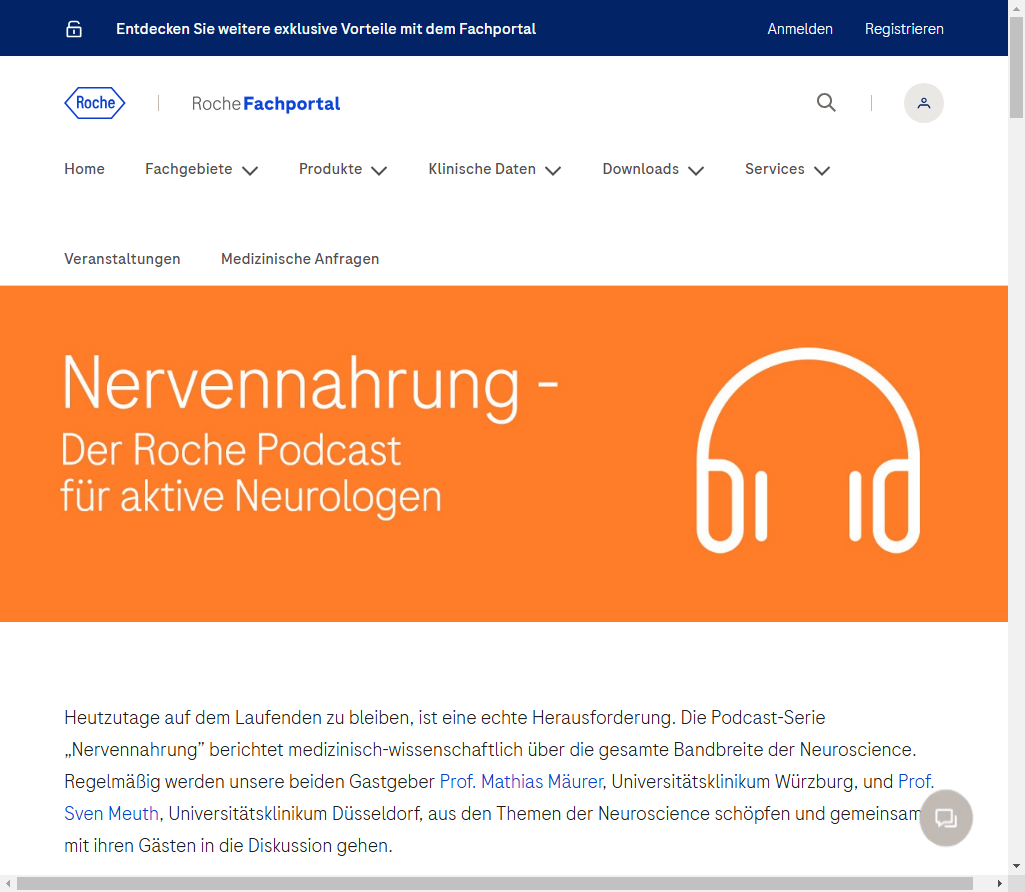 Entdecken Sie weitere exklusive Vorteile mit dem Fachportal
Anmelden
Registrieren
Roche
Roche Fachportal
Home
Fachgebiete
Produkte
Klinische Daten
Downloads
Services
Veranstaltungen
Medizinische Anfragen
Nervennahrung -
Der Roche Podcast
für aktive Neurologen
Heutzutage auf dem Laufenden zu bleiben, ist eine echte Herausforderung. Die Podcast-Serie
„Nervennahrung” berichtet medizinisch-wissenschaftlich über die gesamte Bandbreite der Neuroscience.
Regelmäßig werden unsere beiden Gastgeber Prof. Mathias Mäurer, Universitätsklinikum Würzburg, und Prof.
Sven Meuth, Universitätsklinikum Düsseldorf, aus den Themen der Neuroscience schöpfen und gemeinsam
mit ihren Gästen in die Diskussion gehen.